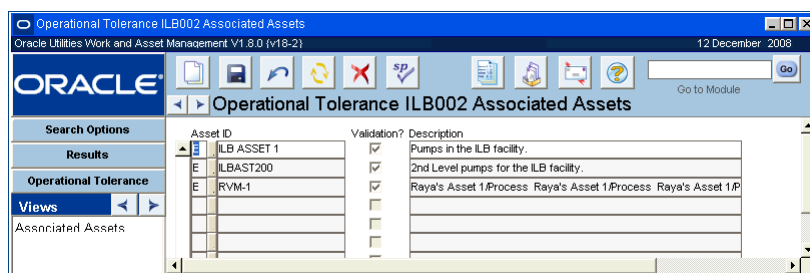 Operational Tolerance ILB002 Associated Assets
Oracle Utilities Work and Asset Management V1.8.0 {v18-2} 12 December 2008
ORACLE
sp
Go
Go to Module
Operational Tolerance ILB002 Associated Assets
Search Options
Results
Operational Tolerance
Views
Associated Assets
Asset ID Validation? Description
E ILB ASSET 1 Pumps in the ILB facility.
E ILBAST200 2nd Level pumps for the ILB facility.
E RVM-1 Raya's Asset 1/Process Raya's Asset 1/Process Raya's Asset 1/P